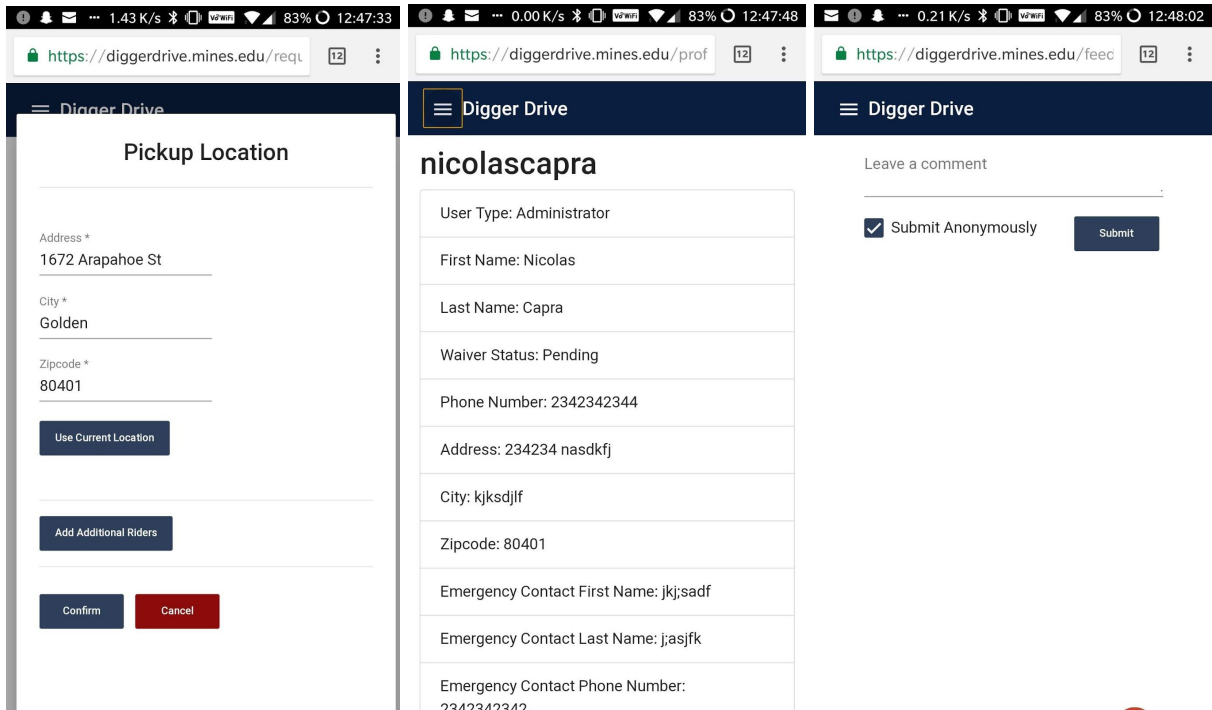 1.43 K/s VoWiFi 83% 12:47:33
https://diggerdrive.mines.edu/requ 12
Digger Drive
Pickup Location
Address *
1672 Arapahoe St
City *
Golden
Zipcode *
80401
Use Current Location
Add Additional Riders
Confirm Cancel
0.00 K/s VoWiFi 83% 12:47:48
https://diggerdrive.mines.edu/prof 12
Digger Drive
nicolascapra
User Type: Administrator
First Name: Nicolas
Last Name: Capra
Waiver Status: Pending
Phone Number: 2342342344
Address: 234234 nasdkfj
City: kjksdjlf
Zipcode: 80401
Emergency Contact First Name: jkj;sadf
Emergency Contact Last Name: j;asjfk
Emergency Contact Phone Number:
2342342342
0.21 K/s VoWiFi 83% 12:48:02
https://diggerdrive.mines.edu/feed 12
Digger Drive
Leave a comment
Submit Anonymously Submit